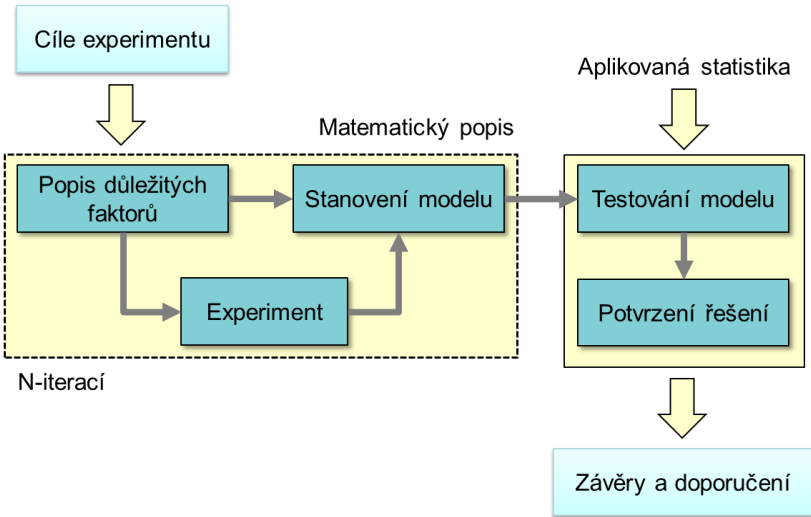 Cíle experimentu
Aplikovaná statistika
Matematický popis
Popis důležitých
faktorů
Stanovení modelu
Testování modelu
Experiment
Potvrzení řešení
N-iterací
Závěry a doporučení